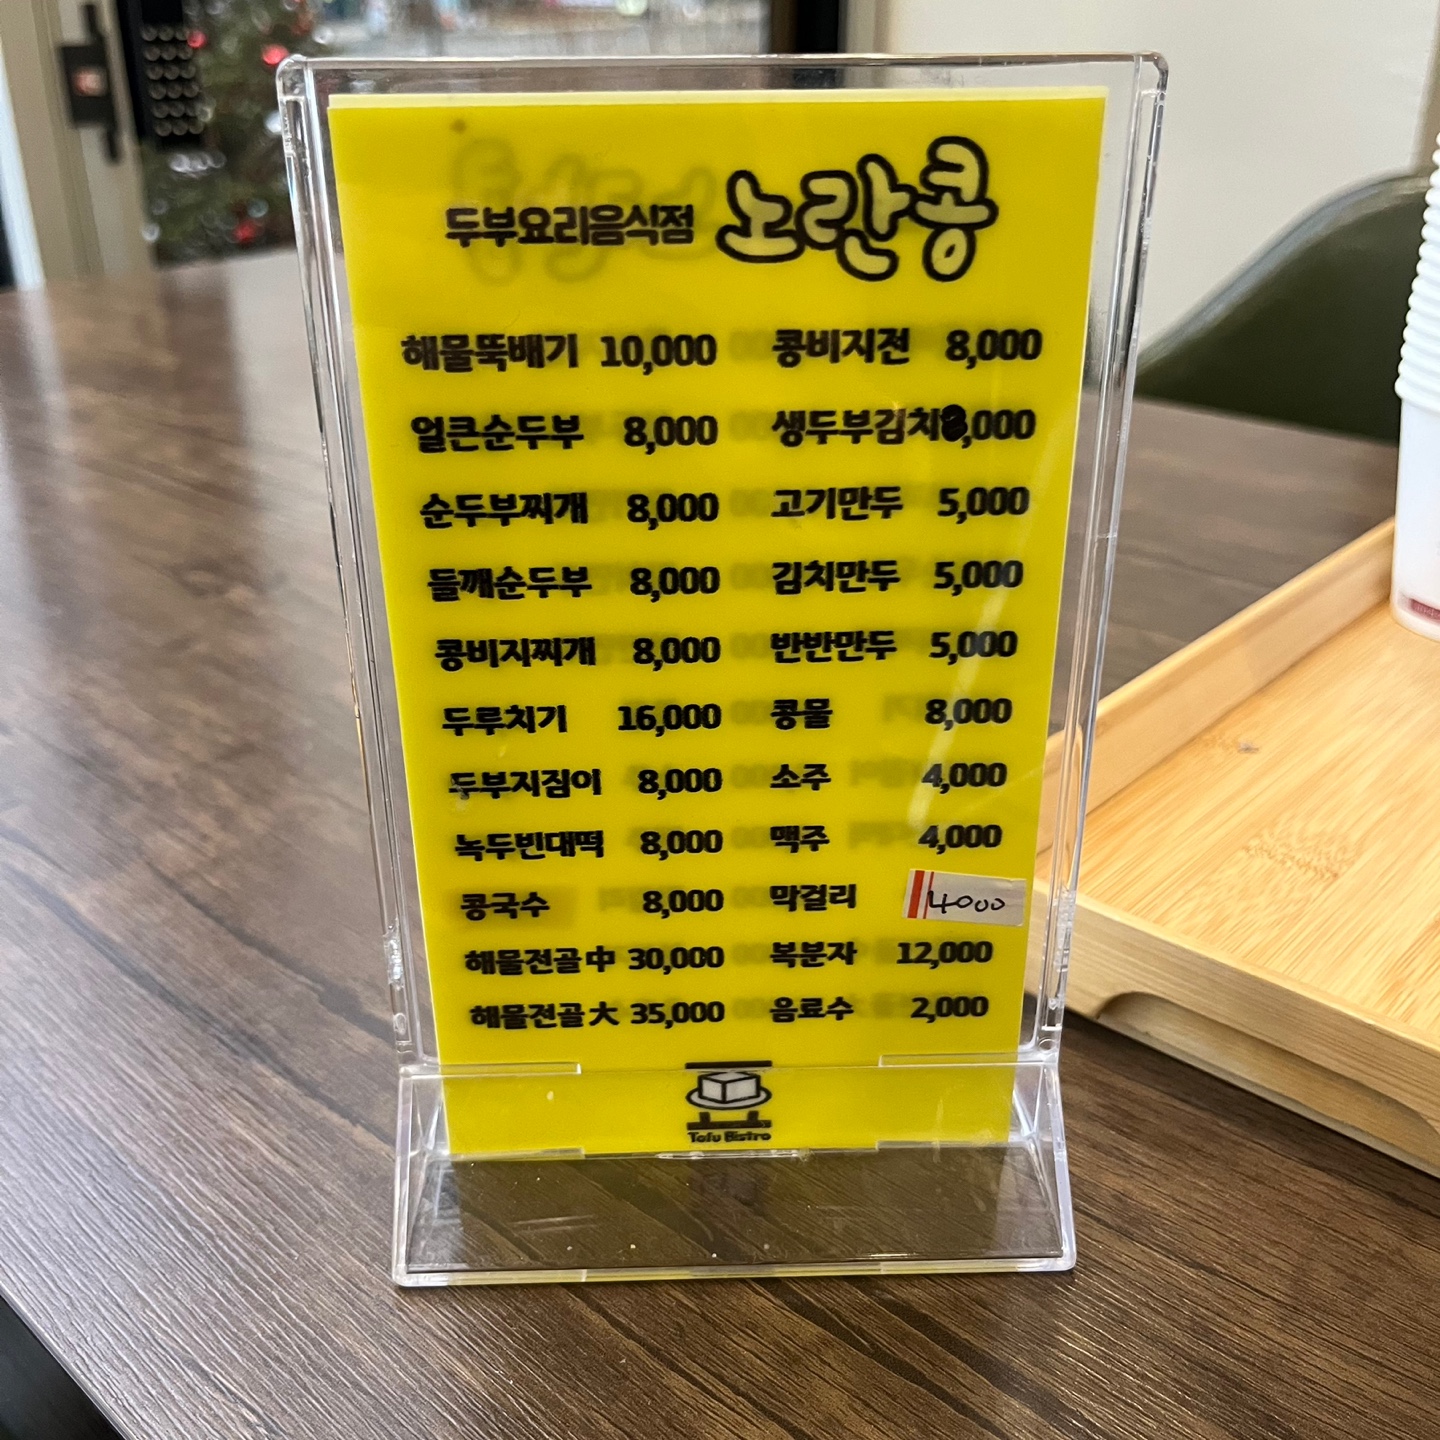 두부요리음식점 노란콩
해물뚝배기 10,000
얼큰순두부 8,000
순두부찌개 8,000
들깨순두부 8,000
콩비지찌개 8,000
두루치기 16,000
두부지짐이 8,000
녹두빈대떡 8,000
콩국수 8,000
해물전골中 30,000
해물전골大 35,000
콩비지전 8,000
생두부김치8,000
고기만두 5,000
김치만두 5,000
반반만두 5,000
콩물 8,000
소주 4,000
맥주 4,000
막걸리 4000
복분자 12,000
음료수 2,000
Tofu Bistro